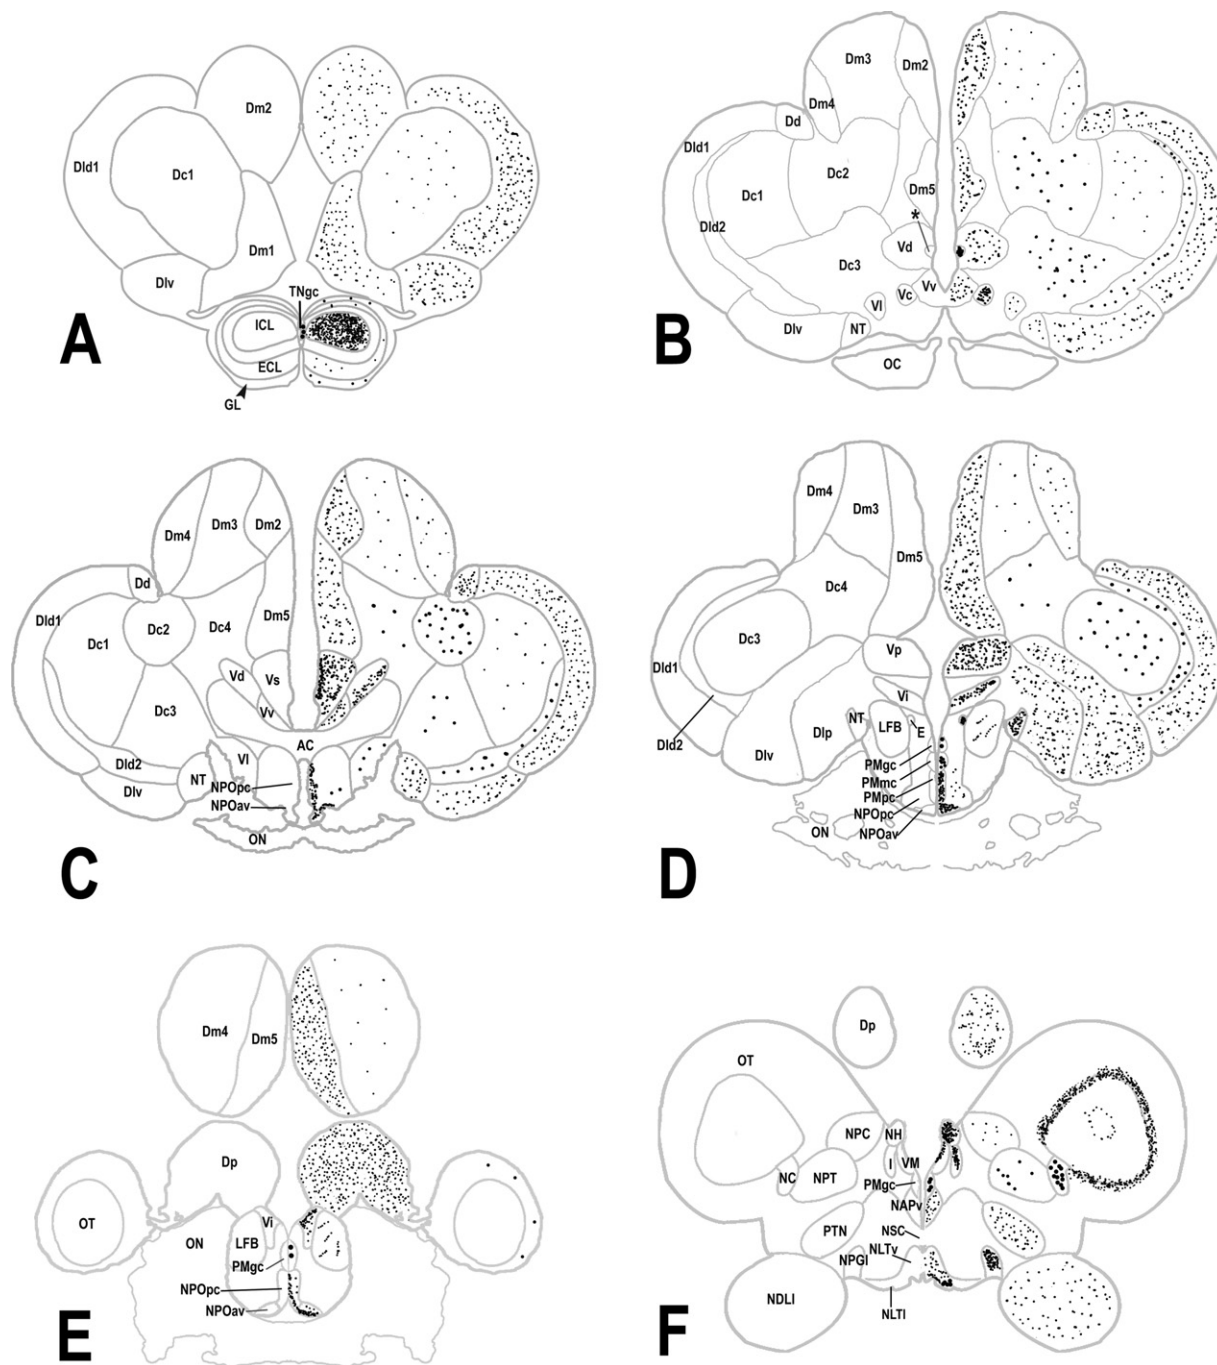 Dm2
Dld1
Dc1
Dm1
Dlv
TNgc
ICL
ECL
GL
A
Dm3
Dm2
Dm4
Dd
Dld1
Dc2
Dc1
Dm5
*
Dld2
Vd
Dc3
Vv
Vc
Vl
Dlv
NT
OC
B
Dm3
Dm4
Dm2
Dd
Dld1
Dm5
Dc2
Dc4
Dc1
Vd
Vs
Vv
Dc3
AC
Dld2
Vl
NT
Dlv
NPOpc
NPOav
ON
C
Dm4
Dm3
Dm5
Dc4
Dc3
Vp
Dld1
Vi
NT
LFB
E
Dlp
Dld2
Dlv
PMgc
PMmc
PMpc
NPOpc
NPOav
ON
D
Dm4
Dm5
Dp
Vi
OT
ON
LFB
PMgc
NPOpc
NPOav
E
Dp
OT
NPC
NH
I
VM
NC
NPT
PMgc
NAPv
PTN
NSC
NLTv
NPGl
NDLI
NLTl
F